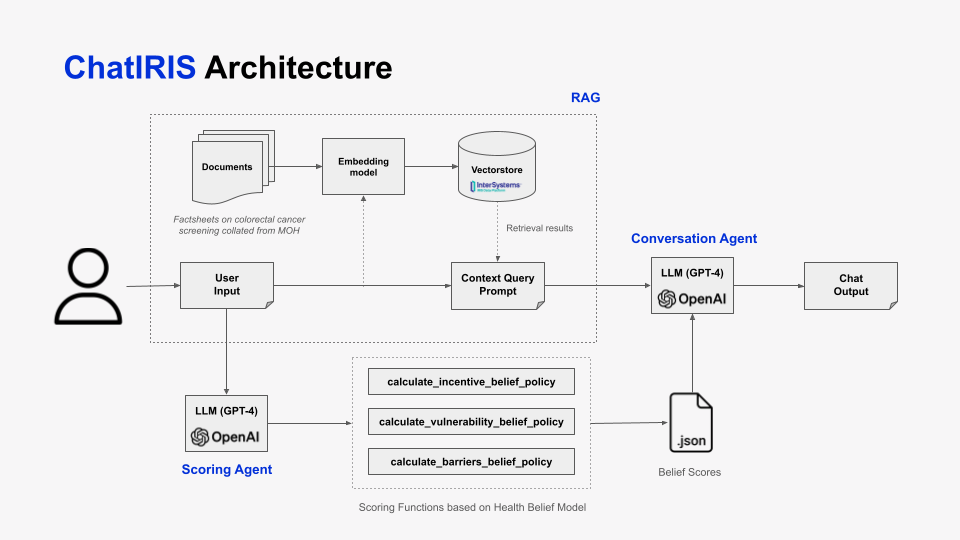 ChatIRIS Architecture
RAG
Documents
Embedding
model
Vectorstore
InterSystems
Factsheets on colorectal cancer
screening collated from MOH
Retrieval results
Conversation Agent
User
Input
Context Query
Prompt
LLM (GPT-4)
OpenAI
Chat
Output
calculate_incentive_belief_policy
calculate_vulnerability_belief_policy
calculate_barriers_belief_policy
LLM (GPT-4)
OpenAI
Scoring Agent
.json
Belief Scores
Scoring Functions based on Health Belief Model